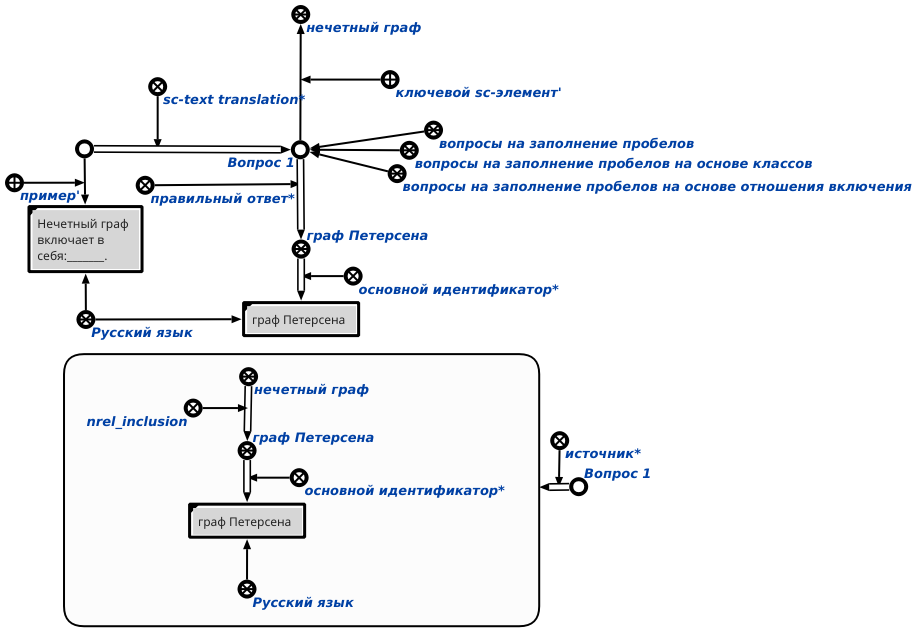 нечетный граф
ключевой sc-элемент'
sc-text translation*
вопросы на заполнение пробелов
вопросы на заполнение пробелов на основе классов
Вопрос 1
вопросы на заполнение пробелов на основе отношения включения
пример'
правильный ответ*
Нечетный граф
включает в
себя:_______.
граф Петерсена
основной идентификатор*
граф Петерсена
Русский язык
нечетный граф
nrel_inclusion
граф Петерсена
источник*
Вопрос 1
основной идентификатор*
граф Петерсена
Русский язык